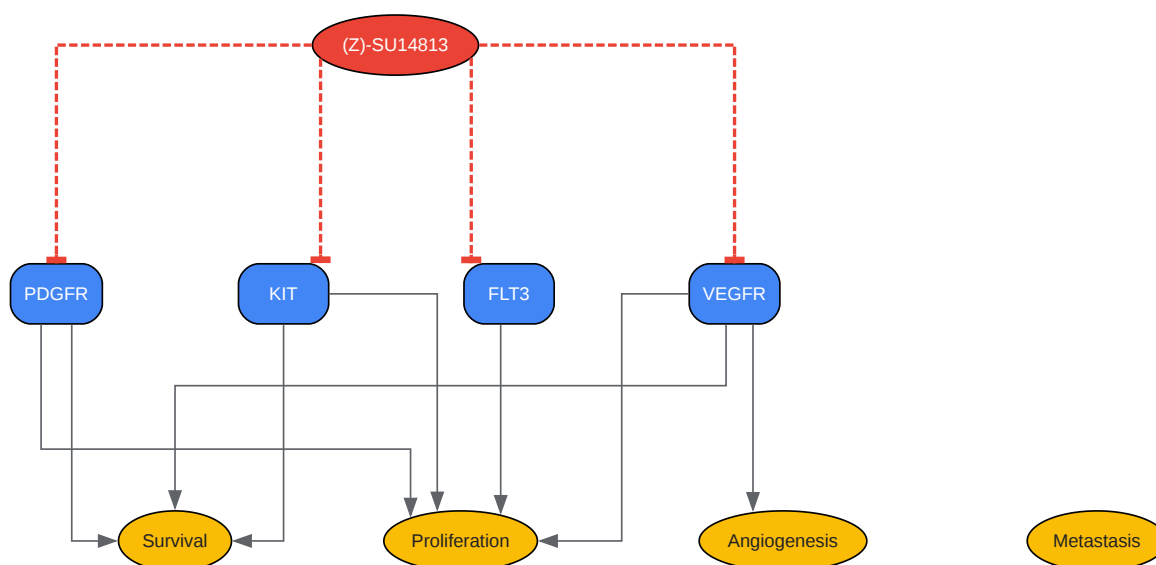 (Z)-SU14813
PDGFR
KIT
FLT3
VEGFR
Survival
Proliferation
Angiogenesis
Metastasis